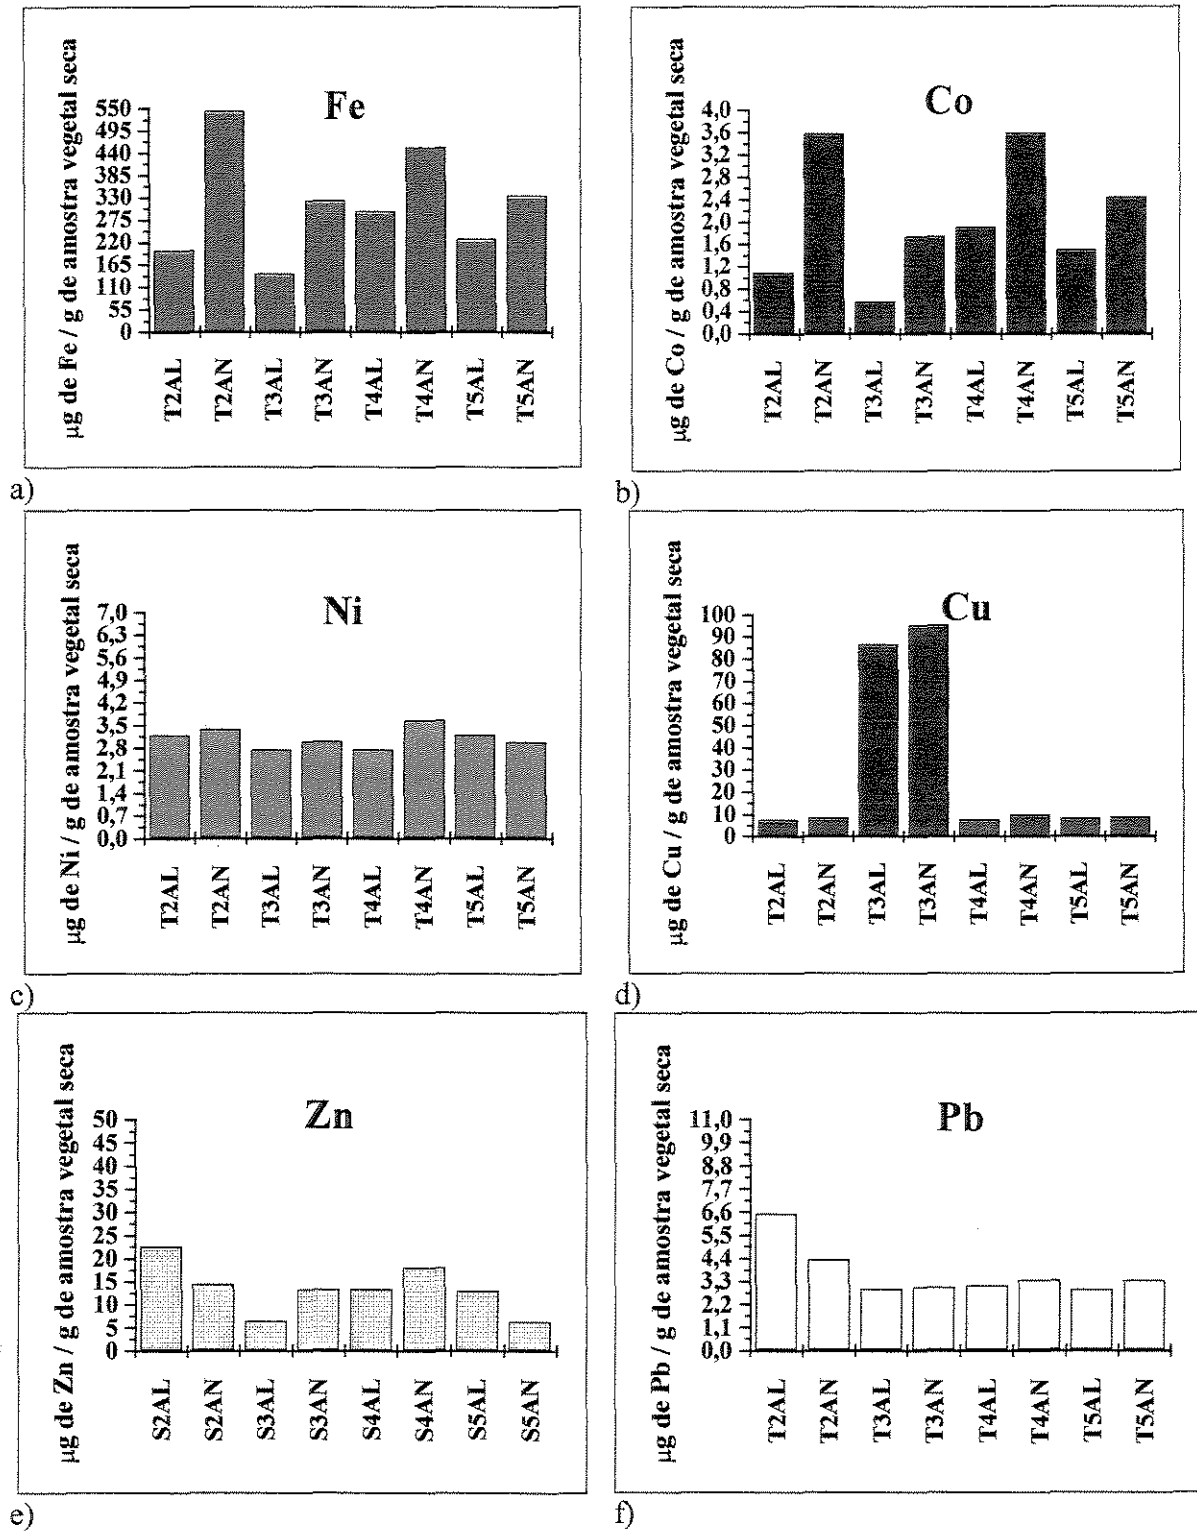 Fe
µg de Fe / g de amostra vegetal seca
550
495
440
385
330
275
220
165
110
55
0
T2AL
T2AN
T3AL
T3AN
T4AL
T4AN
T5AL
T5AN
a)
Co
µg de Co / g de amostra vegetal seca
4,0
3,6
3,2
2,8
2,4
2,0
1,6
1,2
0,8
0,4
0,0
T2AL
T2AN
T3AL
T3AN
T4AL
T4AN
T5AL
T5AN
b)
Ni
µg de Ni / g de amostra vegetal seca
7,0
6,3
5,6
4,9
4,2
3,5
2,8
2,1
1,4
0,7
0,0
T2AL
T2AN
T3AL
T3AN
T4AL
T4AN
T5AL
T5AN
c)
Cu
µg de Cu / g de amostra vegetal seca
100
90
80
70
60
50
40
30
20
10
0
T2AL
T2AN
T3AL
T3AN
T4AL
T4AN
T5AL
T5AN
d)
Zn
µg de Zn / g de amostra vegetal seca
50
45
40
35
30
25
20
15
10
5
0
S2AL
S2AN
S3AL
S3AN
S4AL
S4AN
S5AL
S5AN
e)
Pb
µg de Pb / g de amostra vegetal seca
11,0
9,9
8,8
7,7
6,6
5,5
4,4
3,3
2,2
1,1
0,0
T2AL
T2AN
T3AL
T3AN
T4AL
T4AN
T5AL
T5AN
f)